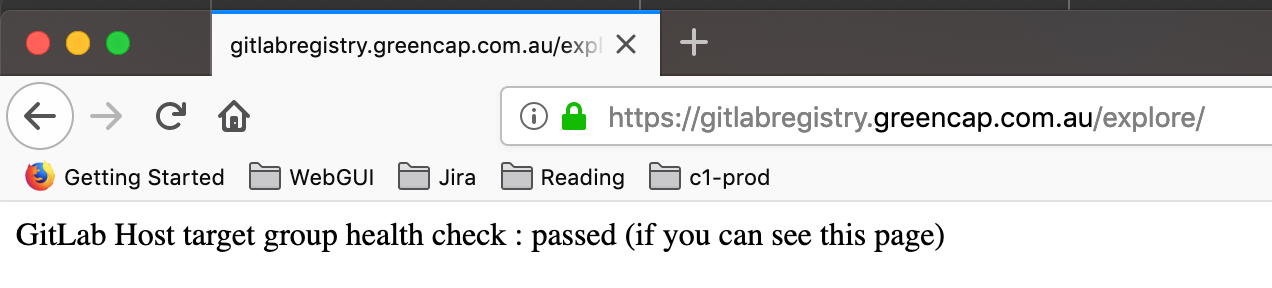 gitlabregistry.greencap.com.au/expl
https://gitlabregistry.greencap.com.au/explore/
Getting Started WebGUI Jira Reading c1-prod
GitLab Host target group health check : passed (if you can see this page)